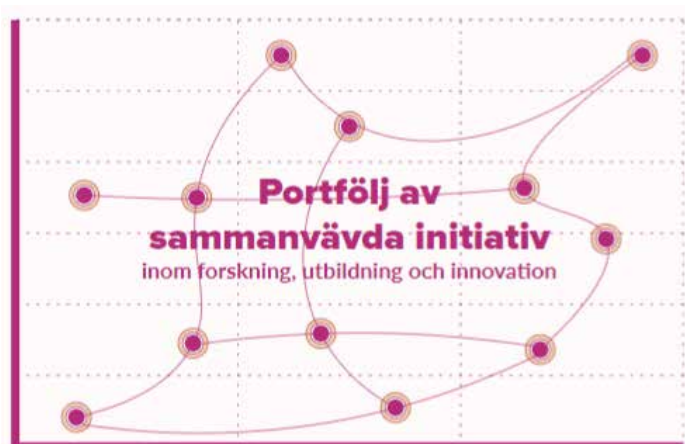 Portfölj av
sammanvävda initiativ
inom forskning, utbildning och innovation